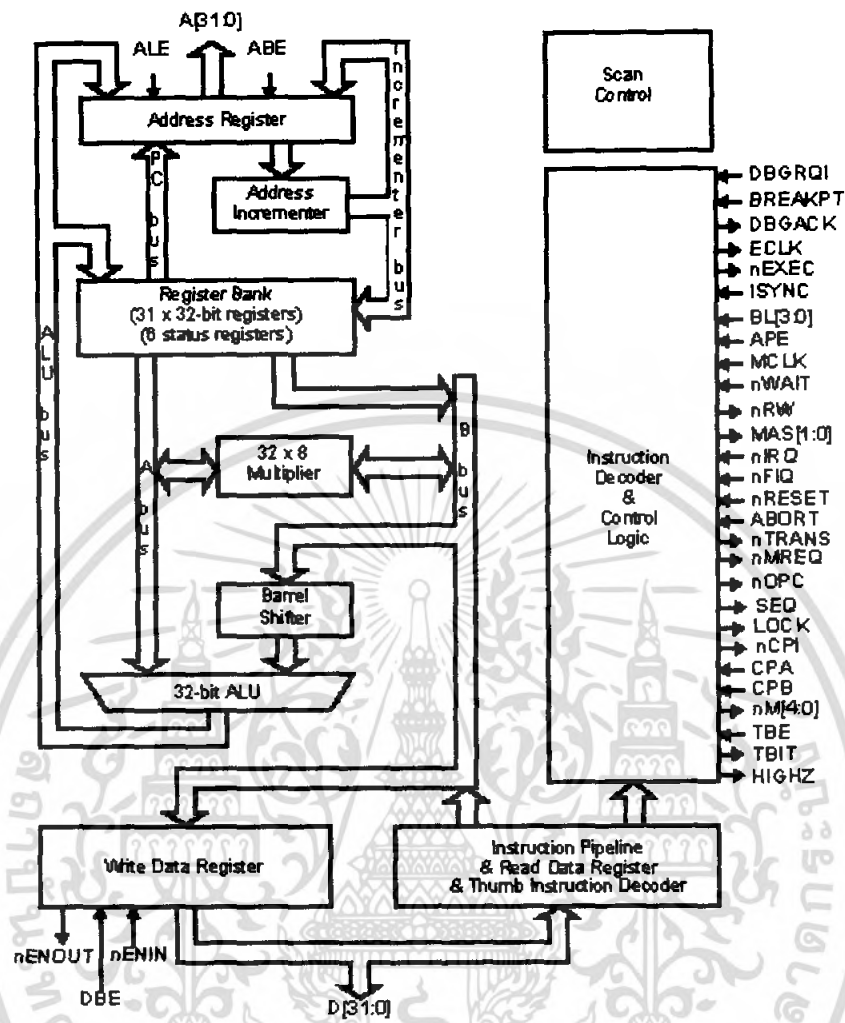 A[31:0]
ALE
ABE
Incrementer bus
Scan
Control
Address Register
PC bus
Address
Incrementer
Register Bank
(31 x 32-bit registers)
(6 status registers)
ALU bus
A bus
B bus
32 x 8
Multiplier
Barrel
Shifter
32-bit ALU
Instruction
Decoder
&
Control
Logic
DBGRQI
BREAKPT
DBGACK
ECLK
nEXEC
ISYNC
BL[3:0]
APE
MCLK
nWAIT
nRW
MAS[1:0]
nIRQ
nFIQ
nRESET
ABORT
nTRANS
nMREQ
nOPC
SEQ
LOCK
nCPI
CPA
CPB
nM[4:0]
TBE
TBIT
HIGHZ
Write Data Register
Instruction Pipeline
& Read Data Register
& Thumb Instruction Decoder
nENOUT
nENIN
DBE
D[31:0]